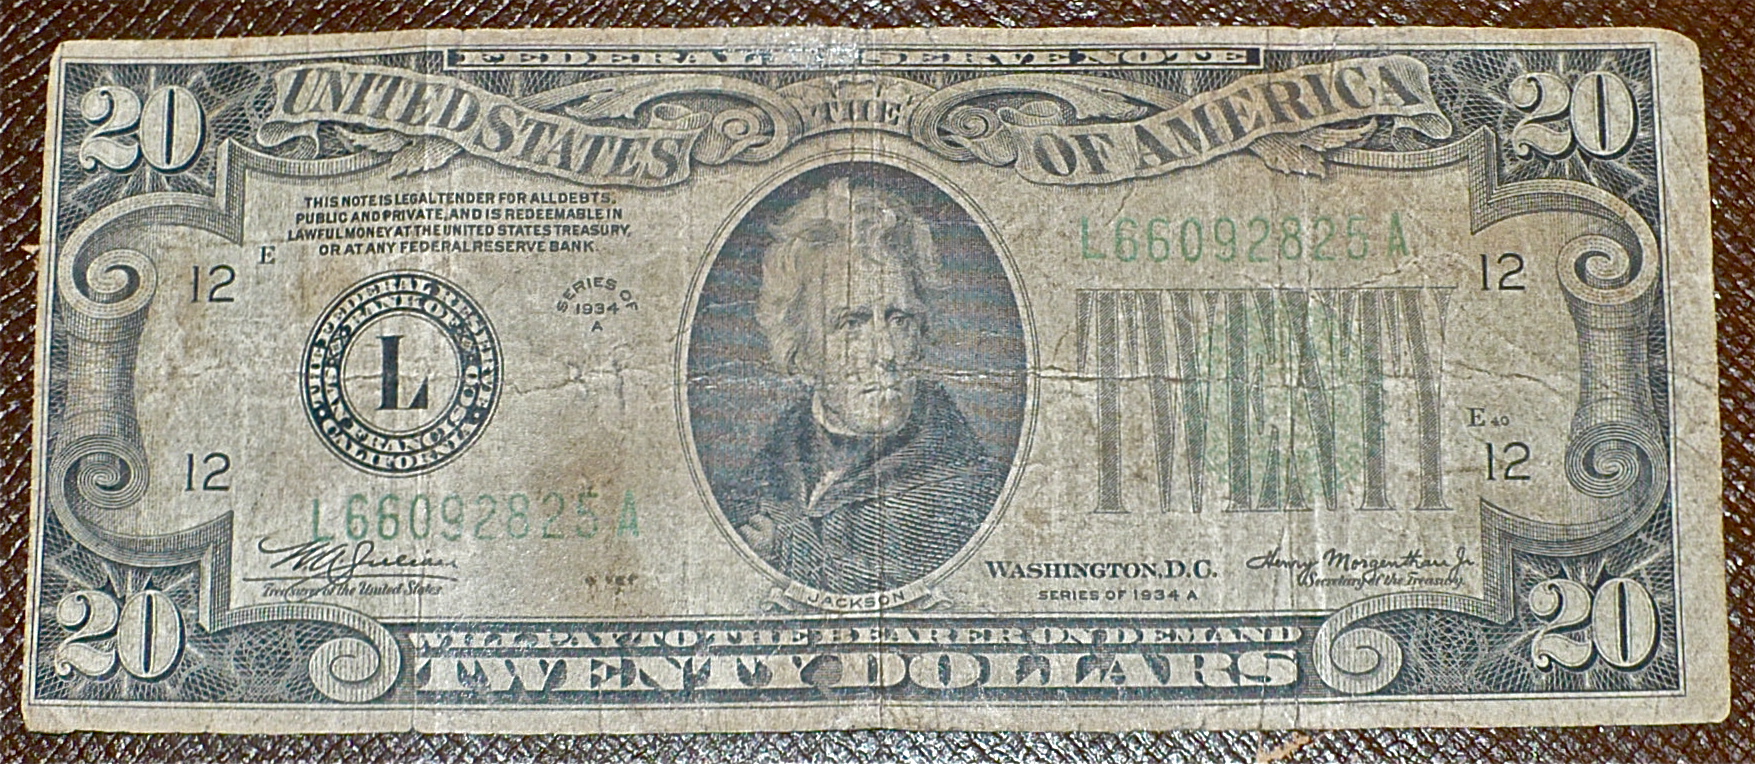 FEDERAL RESERVE NOTE
20 UNITED STATES THE OF AMERICA 20
THIS NOTE IS LEGAL TENDER FOR ALL DEBTS,
PUBLIC AND PRIVATE, AND IS REDEEMABLE IN
LAWFUL MONEY AT THE UNITED STATES TREASURY,
OR AT ANY FEDERAL RESERVE BANK.
L66092825A
E
12
12
THE FEDERAL RESERVE
BANK OF
SAN FRANCISCO
CALIFORNIA
L
SERIES OF
1934
A
TWENTY
E40
12
12
L66092825A
W A Julian
Treasurer of the United States
WASHINGTON, D.C.
SERIES OF 1934 A
Henry Morgenthau Jr
Secretary of the Treasury.
JACKSON
WILL PAY TO THE BEARER ON DEMAND
20 TWENTY DOLLARS 20